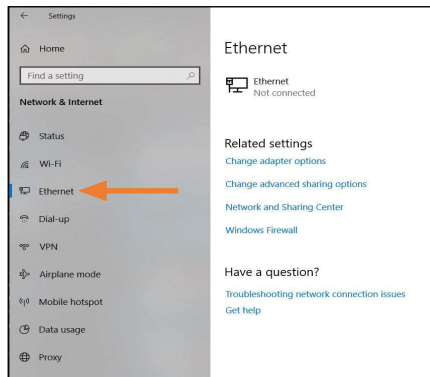 Settings
Home
Find a setting
Network & Internet
Status
Wi-Fi
Ethernet
Dial-up
VPN
Airplane mode
Mobile hotspot
Data usage
Proxy
Ethernet
Ethernet
Not connected
Related settings
Change adapter options
Change advanced sharing options
Network and Sharing Center
Windows Firewall
Have a question?
Troubleshooting network connection issues
Get help